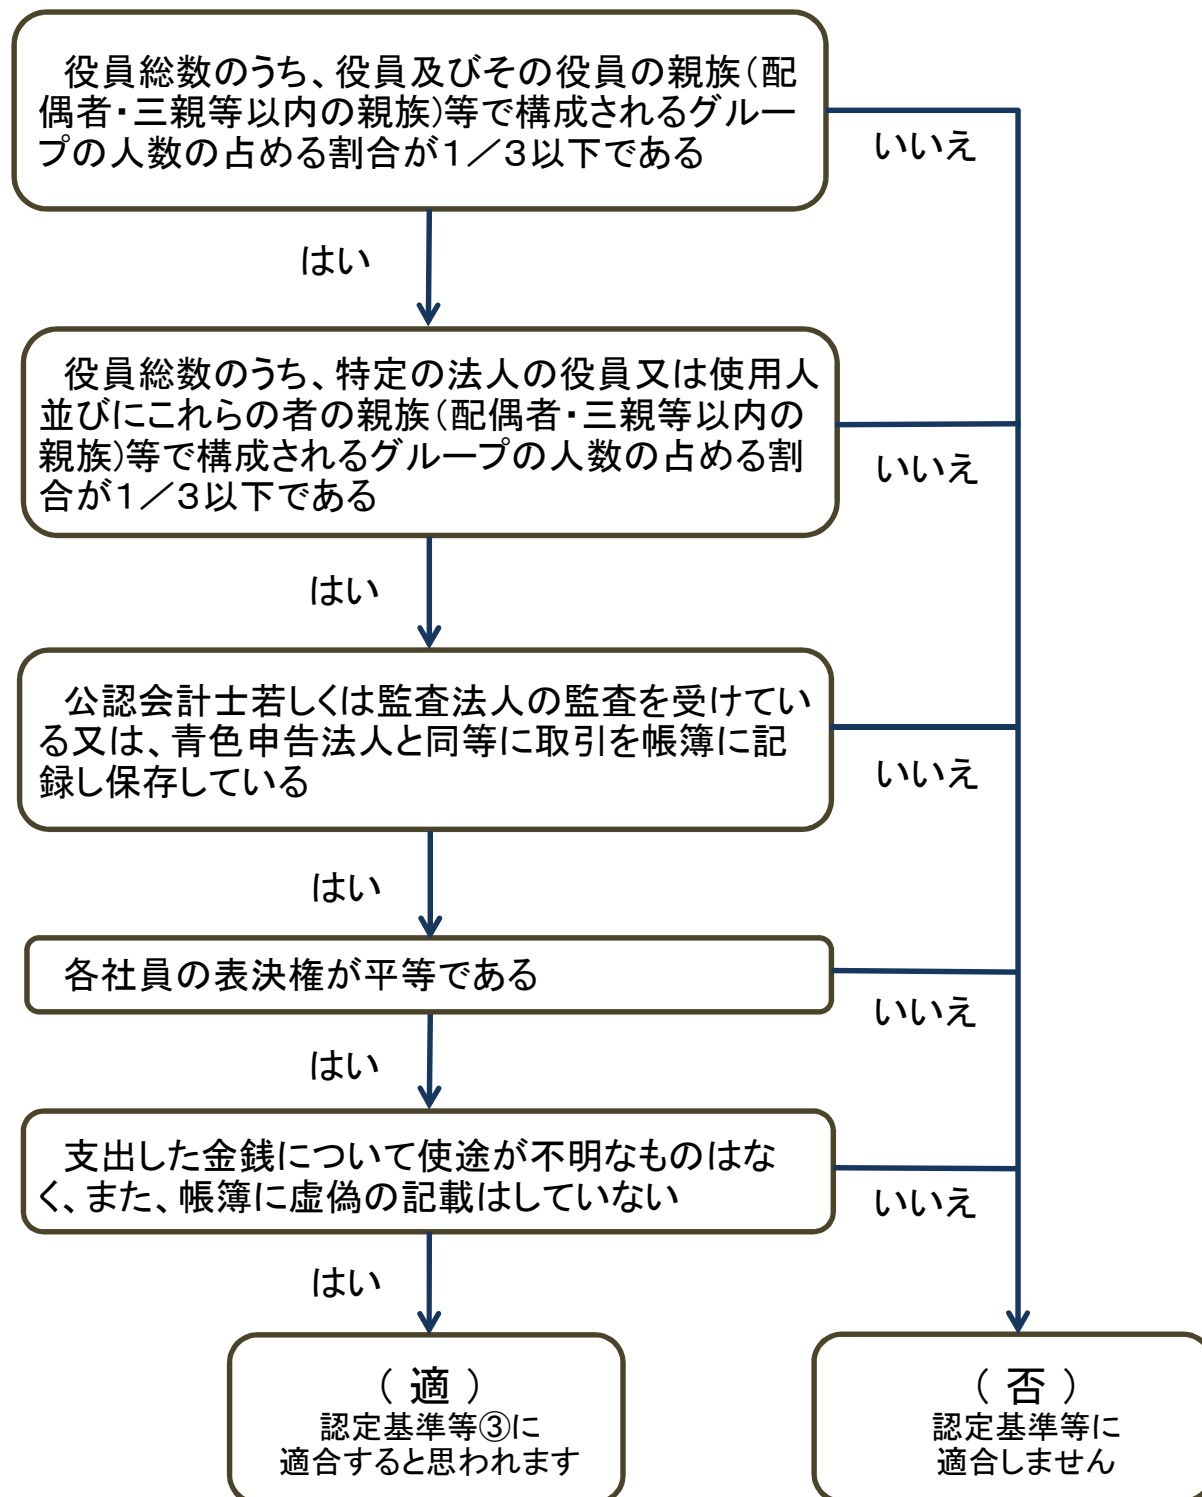 役員総数のうち、役員及びその役員の親族(配
偶者・三親等以内の親族)等で構成されるグルー
プの人数の占める割合が1／3以下である
いいえ
はい
役員総数のうち、特定の法人の役員又は使用人
並びにこれらの者の親族(配偶者・三親等以内の
親族)等で構成されるグループの人数の占める割
合が1／3以下である
いいえ
はい
公認会計士若しくは監査法人の監査を受けてい
る又は、青色申告法人と同等に取引を帳簿に記
録し保存している
いいえ
はい
各社員の表決権が平等である
いいえ
はい
支出した金銭について使途が不明なものはな
く、また、帳簿に虚偽の記載はしていない
いいえ
はい
（ 適 ）
認定基準等③に
適合すると思われます
（ 否 ）
認定基準等に
適合しません